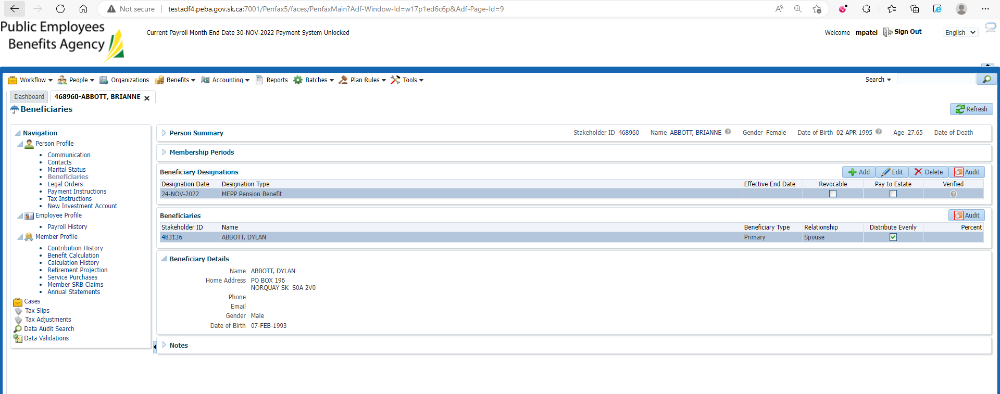 Not secure testadf4.peba.gov.sk.ca:7001/Penfax5/faces/PenfaxMain?Adf-Window-Id=w17p1ed6c6p&Adf-Page-Id=9
Public Employees
Benefits Agency
Current Payroll Month End Date 30-NOV-2022 Payment System Unlocked
Welcome mpatel Sign Out English
Workflow People Organizations Benefits Accounting Reports Batches Plan Rules Tools Search
Dashboard 468960-ABBOTT, BRIANNE
Beneficiaries Refresh
Navigation
Person Profile
Communication
Contacts
Marital Status
Beneficiaries
Legal Orders
Payment Instructions
Tax Instructions
New Investment Account
Employee Profile
Payroll History
Member Profile
Contribution History
Benefit Calculation
Calculation History
Retirement Projection
Service Purchases
Member SRB Claims
Annual Statements
Cases
Tax Slips
Tax Adjustments
Data Audit Search
Data Validations
Person Summary Stakeholder ID 468960 Name ABBOTT, BRIANNE Gender Female Date of Birth 02-APR-1995 Age 27.65 Date of Death
Membership Periods
Beneficiary Designations Add Edit Delete Audit
Designation Date Designation Type Effective End Date Revocable Pay to Estate Verified
24-NOV-2022 MEPP Pension Benefit
Beneficiaries Audit
Stakeholder ID Name Beneficiary Type Relationship Distribute Evenly Percent
483136 ABBOTT, DYLAN Primary Spouse
Beneficiary Details
Name ABBOTT, DYLAN
Home Address PO BOX 196
NORQUAY SK S0A 2V0
Phone
Email
Gender Male
Date of Birth 07-FEB-1993
Notes